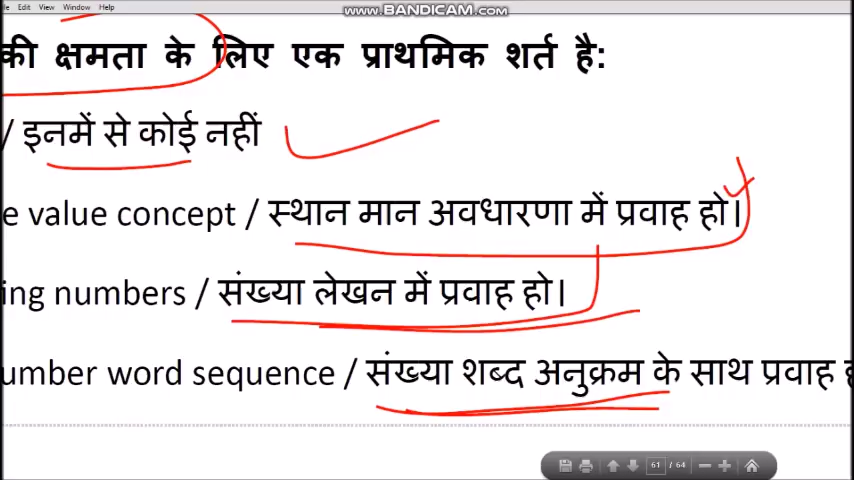 Edit View Window Help
www.BANDICAM.com
की क्षमता के लिए एक प्राथमिक शर्त है:
/ इनमें से कोई नहीं
e value concept / स्थान मान अवधारणा में प्रवाह हो।
ing numbers / संख्या लेखन में प्रवाह हो।
umber word sequence / संख्या शब्द अनुक्रम के साथ प्रवाह
61 / 64